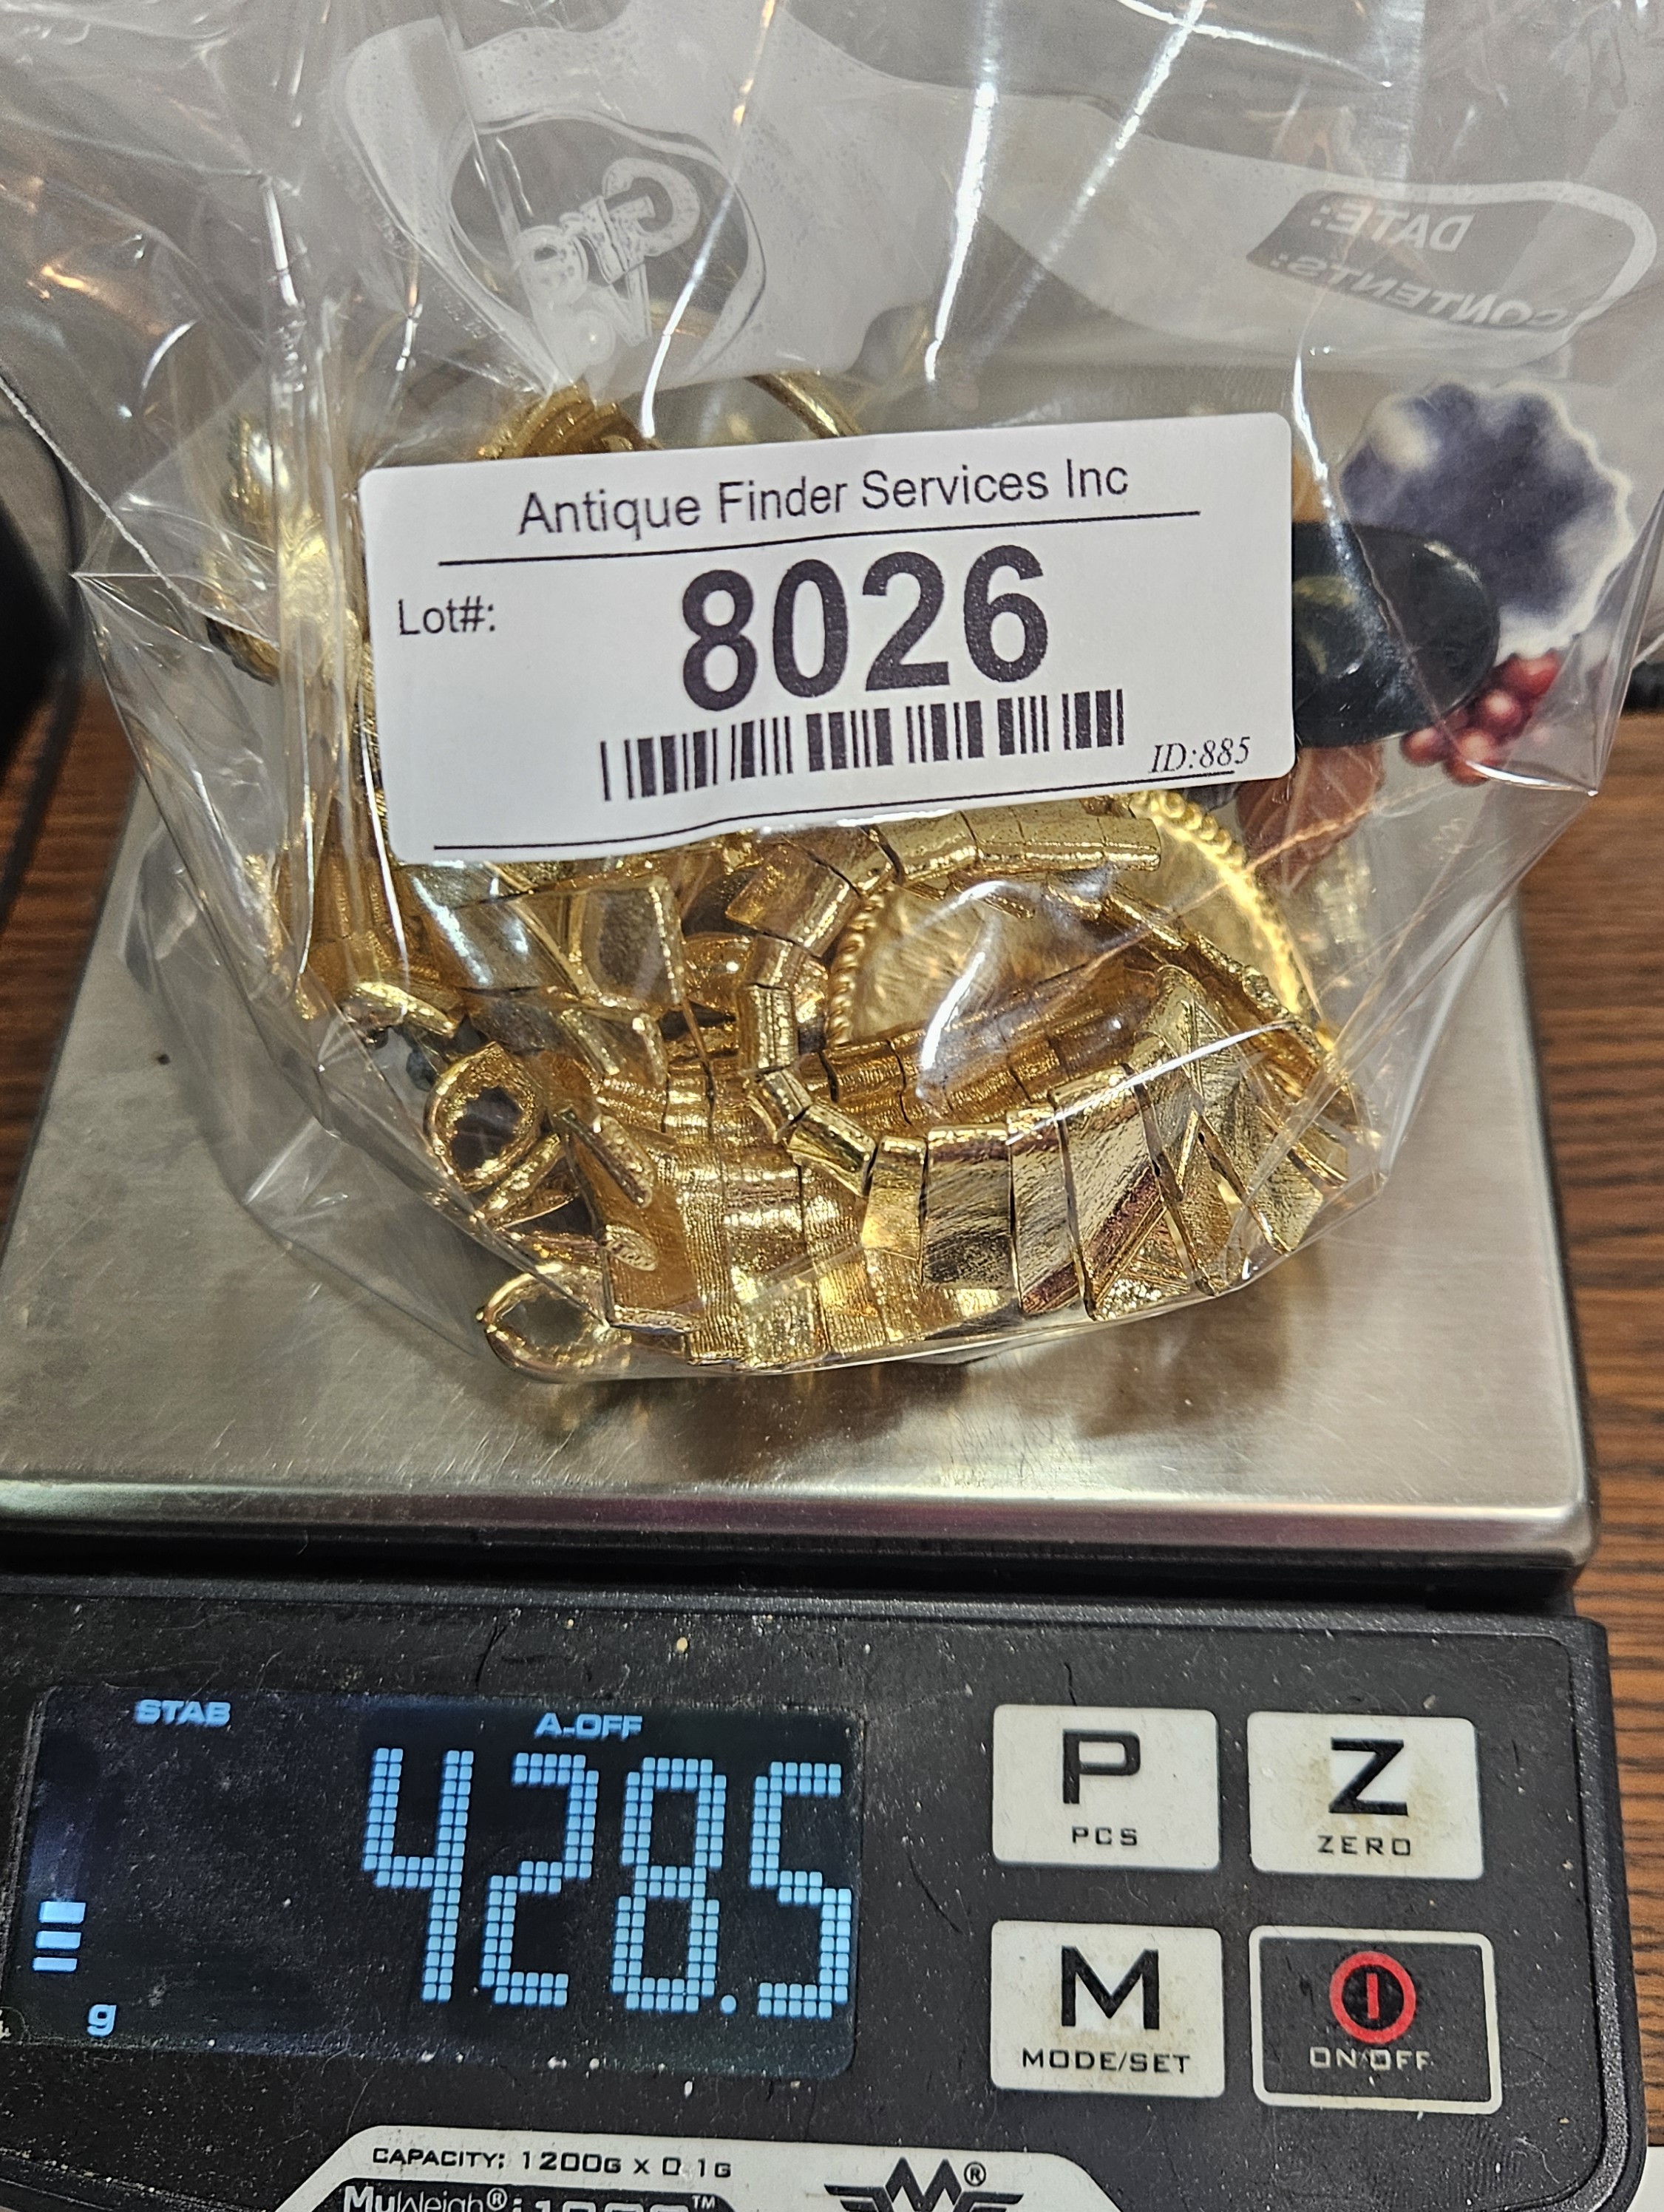 DATE:
CONTENTS:
Antique Finder Services Inc
Lot#:
8026
ID:885
STAB
A-OFF
428.5
g
P
PCS
Z
ZERO
M
MODE/SET
ON/OFF
CAPACITY: 1200G X 0.1G
MyWeigh®